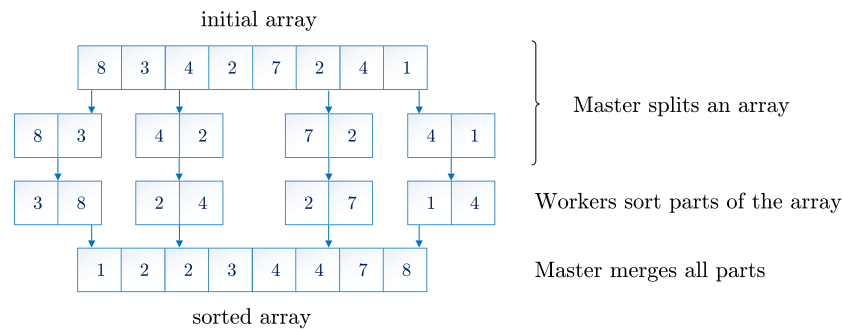 initial array
8 3 4 2 7 2 4 1
Master splits an array
8 3 4 2 7 2 4 1
3 8 2 4 2 7 1 4
Workers sort parts of the array
1 2 2 3 4 4 7 8
Master merges all parts
sorted array